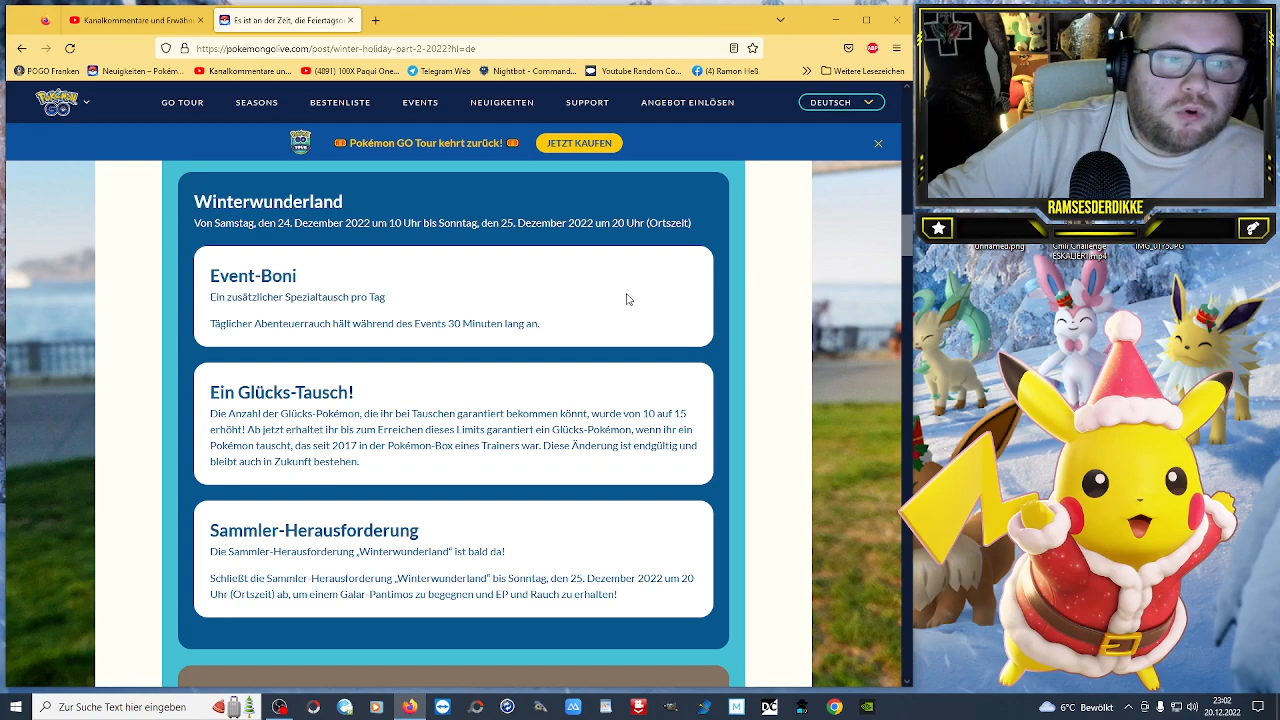 Kanalkommentare und Erwähn
Es ist an der Zeit, die Feiertagso
https://pokemongolive.com/post/winter-holiday-part-2-2022?hl=de
POGO Franken
Neuigkeiten – Pokém...
Kanalkommentare un...
(4891) 100X Paqui One...
Telegram Web
Nightbot - Command...
Youtube Random Co...
(4) Ramon Heß
Weitere Lesezeichen
GO TOUR
SEASONS
BESTENLISTE
EVENTS
NEUIGKEITEN
SUPPORT
ANGEBOT EINLÖSEN
DEUTSCH
Pokémon GO Tour kehrt zurück!
JETZT KAUFEN
Winterwunderland
Von Samstag, den 24. Dezember 2022 um 10 Uhr bis Sonntag, den 25. Dezember 2022 um 20 Uhr (Ortszeit)
Event-Boni
Ein zusätzlicher Spezialtausch pro Tag
Täglicher Abenteuerrauch hält während des Events 30 Minuten lang an.
Ein Glücks-Tausch!
Die Anzahl der Glücks-Pokémon, die ihr bei Tauschen garantiert bekommen könnt, wurde von 10 auf 15
erhöht! Ab jetzt erhaltet ihr bis zum Erreichen dieses Limits garantiert ein Glücks-Pokémon, wenn ihr ein
Pokémon tauscht, das seit 2017 in der Pokémon-Box eines Trainers war. Diese Änderung ist endgültig und
bleibt auch in Zukunft bestehen.
Sammler-Herausforderung
Die Sammler-Herausforderung „Winterwunderland“ ist bald da!
Schließt die Sammler-Herausforderung „Winterwunderland“ bis Sonntag, den 25. Dezember 2022 um 20
Uhr (Ortszeit) ab, um einem Galar-Pantimos zu begegnen und EP und Rauch zu erhalten!
RAMSESDERDIKKE
unnamed.png
Chili Challenge
ESKALIERT.mp4
Zur Suche Text hier eingeben
6°C Bewölkt
23:02
20.12.2022